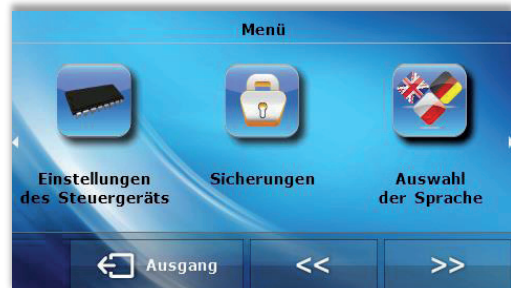 Menü
Einstellungen
des Steuergeräts
Sicherungen
Auswahl
der Sprache
Ausgang
<<
>>